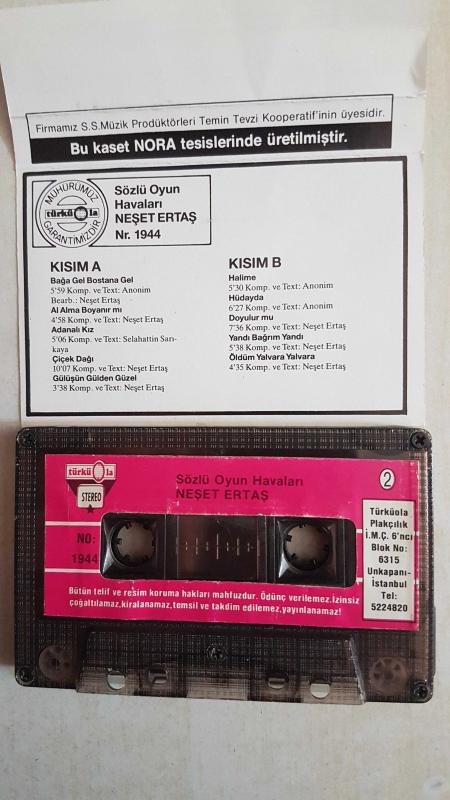 Firmamız S.S.Müzik Prodüktörleri Temin Tevzi Kooperatif'inin üyesidir.
Bu kaset NORA tesislerinde üretilmiştir.
MÜHÜRÜMÜZ
türküola
GARANTİMİZDİR
Sözlü Oyun
Havaları
NEŞET ERTAŞ
Nr. 1944
KISIM A
Bağa Gel Bostana Gel
5'59 Komp. ve Text: Anonim
Bearb.: Neşet Ertaş
Al Alma Boyanır mı
4'58 Komp. ve Text: Neşet Ertaş
Adanalı Kız
5'06 Komp. ve Text: Selahattin Sarı-
kaya
Çiçek Dağı
10'07 Komp. ve Text: Neşet Ertaş
Gülüşün Gülden Güzel
3'38 Komp. ve Text: Neşet Ertaş
KISIM B
Halime
5'30 Komp. ve Text: Anonim
Hüdayda
6'27 Komp. ve Text: Anonim
Doyulur mu
7'36 Komp. ve Text: Neşet Ertaş
Yandı Bağrım Yandı
5'38 Komp. ve Text: Neşet Ertaş
Öldüm Yalvara Yalvara
4'35 Komp. ve Text: Neşet Ertaş
türküola
STEREO
Sözlü Oyun Havaları
NEŞET ERTAŞ
2
NO:
1944
Türküola
Plakçılık
İ.M.Ç. 6'ncı
Blok No:
6315
Unkapanı-
İstanbul
Tel:
5224820
Bütün telif ve resim koruma hakları mahfuzdur. Ödünç verilemez.İzinsiz
çoğaltılamaz,kiralanamaz,temsil ve takdim edilemez,yayınlanamaz!